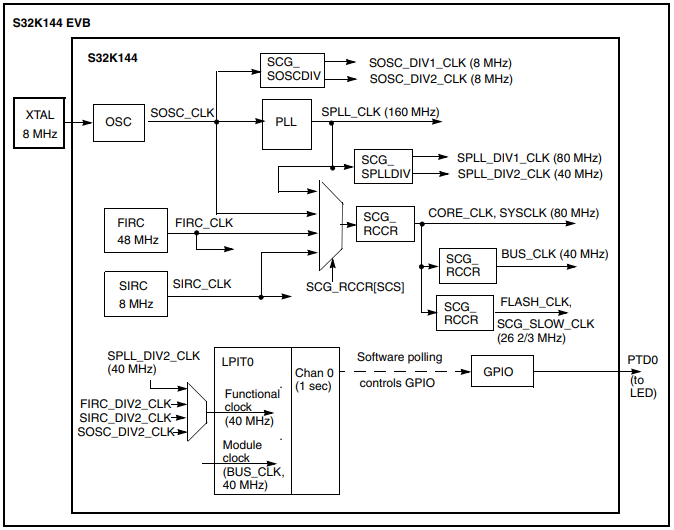 S32K144 EVB
S32K144
SCG_
SOSCDIV
SOSC_DIV1_CLK (8 MHz)
SOSC_DIV2_CLK (8 MHz)
XTAL
8 MHz
OSC
SOSC_CLK
PLL
SPLL_CLK (160 MHz)
SCG_
SPLLDIV
SPLL_DIV1_CLK (80 MHz)
SPLL_DIV2_CLK (40 MHz)
FIRC
48 MHz
FIRC_CLK
SCG_
RCCR
CORE_CLK, SYSCLK (80 MHz)
SCG_
RCCR
BUS_CLK (40 MHz)
SIRC
8 MHz
SIRC_CLK
SCG_RCCR[SCS]
SCG_
RCCR
FLASH_CLK,
SCG_SLOW_CLK
(26 2/3 MHz)
SPLL_DIV2_CLK
(40 MHz)
FIRC_DIV2_CLK
SIRC_DIV2_CLK
SOSC_DIV2_CLK
LPIT0
Functional
clock
(40 MHz)
Module
clock
(BUS_CLK,
40 MHz)
Chan 0
(1 sec)
Software polling
controls GPIO
GPIO
PTD0
(to
LED)